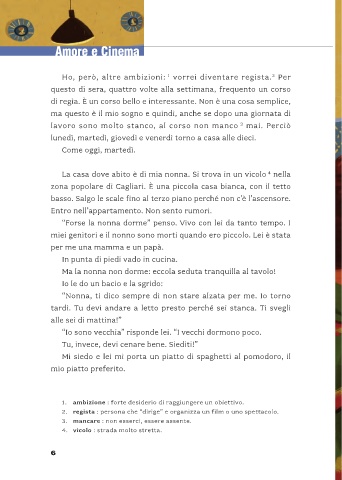 Amore e Cinema
Ho, però, altre ambizioni: 1 vorrei diventare regista.2 Per
questo di sera, quattro volte alla settimana, frequento un corso
di regia. È un corso bello e interessante. Non è una cosa semplice,
ma questo è il mio sogno e quindi, anche se dopo una giornata di
lavoro sono molto stanco, al corso non manco 3 mai. Perciò
lunedì, martedì, giovedì e venerdì torno a casa alle dieci.
Come oggi, martedì.
La casa dove abito è di mia nonna. Si trova in un vicolo 4 nella
zona popolare di Cagliari. È una piccola casa bianca, con il tetto
basso. Salgo le scale fino al terzo piano perché non c'è l'ascensore.
Entro nell'appartamento. Non sento rumori.
"Forse la nonna dorme" penso. Vivo con lei da tanto tempo. I
miei genitori e il nonno sono morti quando ero piccolo. Lei è stata
per me una mamma e un papà.
In punta di piedi vado in cucina.
Ma la nonna non dorme: eccola seduta tranquilla al tavolo!
Io le do un bacio e la sgrido:
"Nonna, ti dico sempre di non stare alzata per me. Io torno
tardi. Tu devi andare a letto presto perché sei stanca. Ti svegli
alle sei di mattina!"
"Io sono vecchia" risponde lei. "I vecchi dormono poco.
Tu, invece, devi cenare bene. Siediti!"
Mi siedo e lei mi porta un piatto di spaghetti al pomodoro, il
mio piatto preferito.
1. ambizione : forte desiderio di raggiungere un obiettivo.
2. regista : persona che "dirige" e organizza un film o uno spettacolo.
3. mancare : non esserci, essere assente.
4. vicolo : strada molto stretta.
6